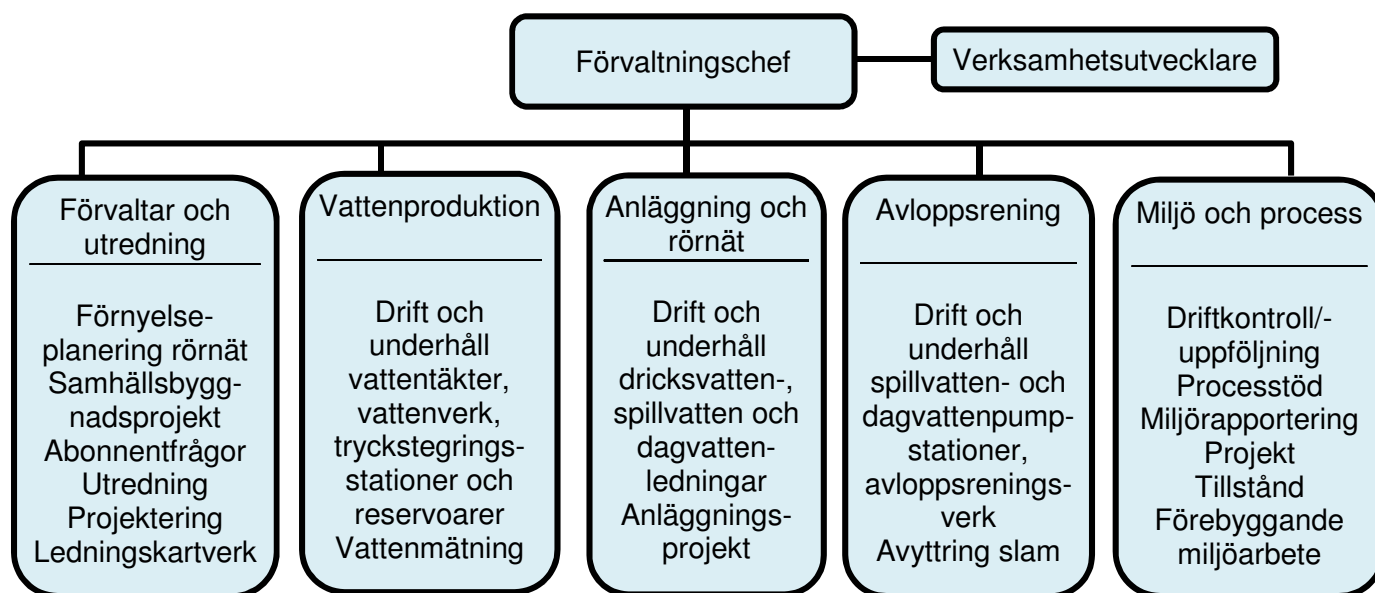 Förvaltningschef
Verksamhetsutvecklare
Förvaltar och
utredning
Förnyelse-
planering rörnät
Samhällsbygg-
nadsprojekt
Abonnentfrågor
Utredning
Projektering
Ledningskartverk
Vattenproduktion
Drift och
underhåll
vattentäkter,
vattenverk,
tryckstegrings-
stationer och
reservoarer
Vattenmätning
Anläggning och
rörnät
Drift och
underhåll
dricksvatten-,
spillvatten och
dagvatten-
ledningar
Anläggnings-
projekt
Avloppsrening
Drift och
underhåll
spillvatten- och
dagvattenpump-
stationer,
avloppsrenings-
verk
Avyttring slam
Miljö och process
Driftkontroll/-
uppföljning
Processtöd
Miljörapportering
Projekt
Tillstånd
Förebyggande
miljöarbete